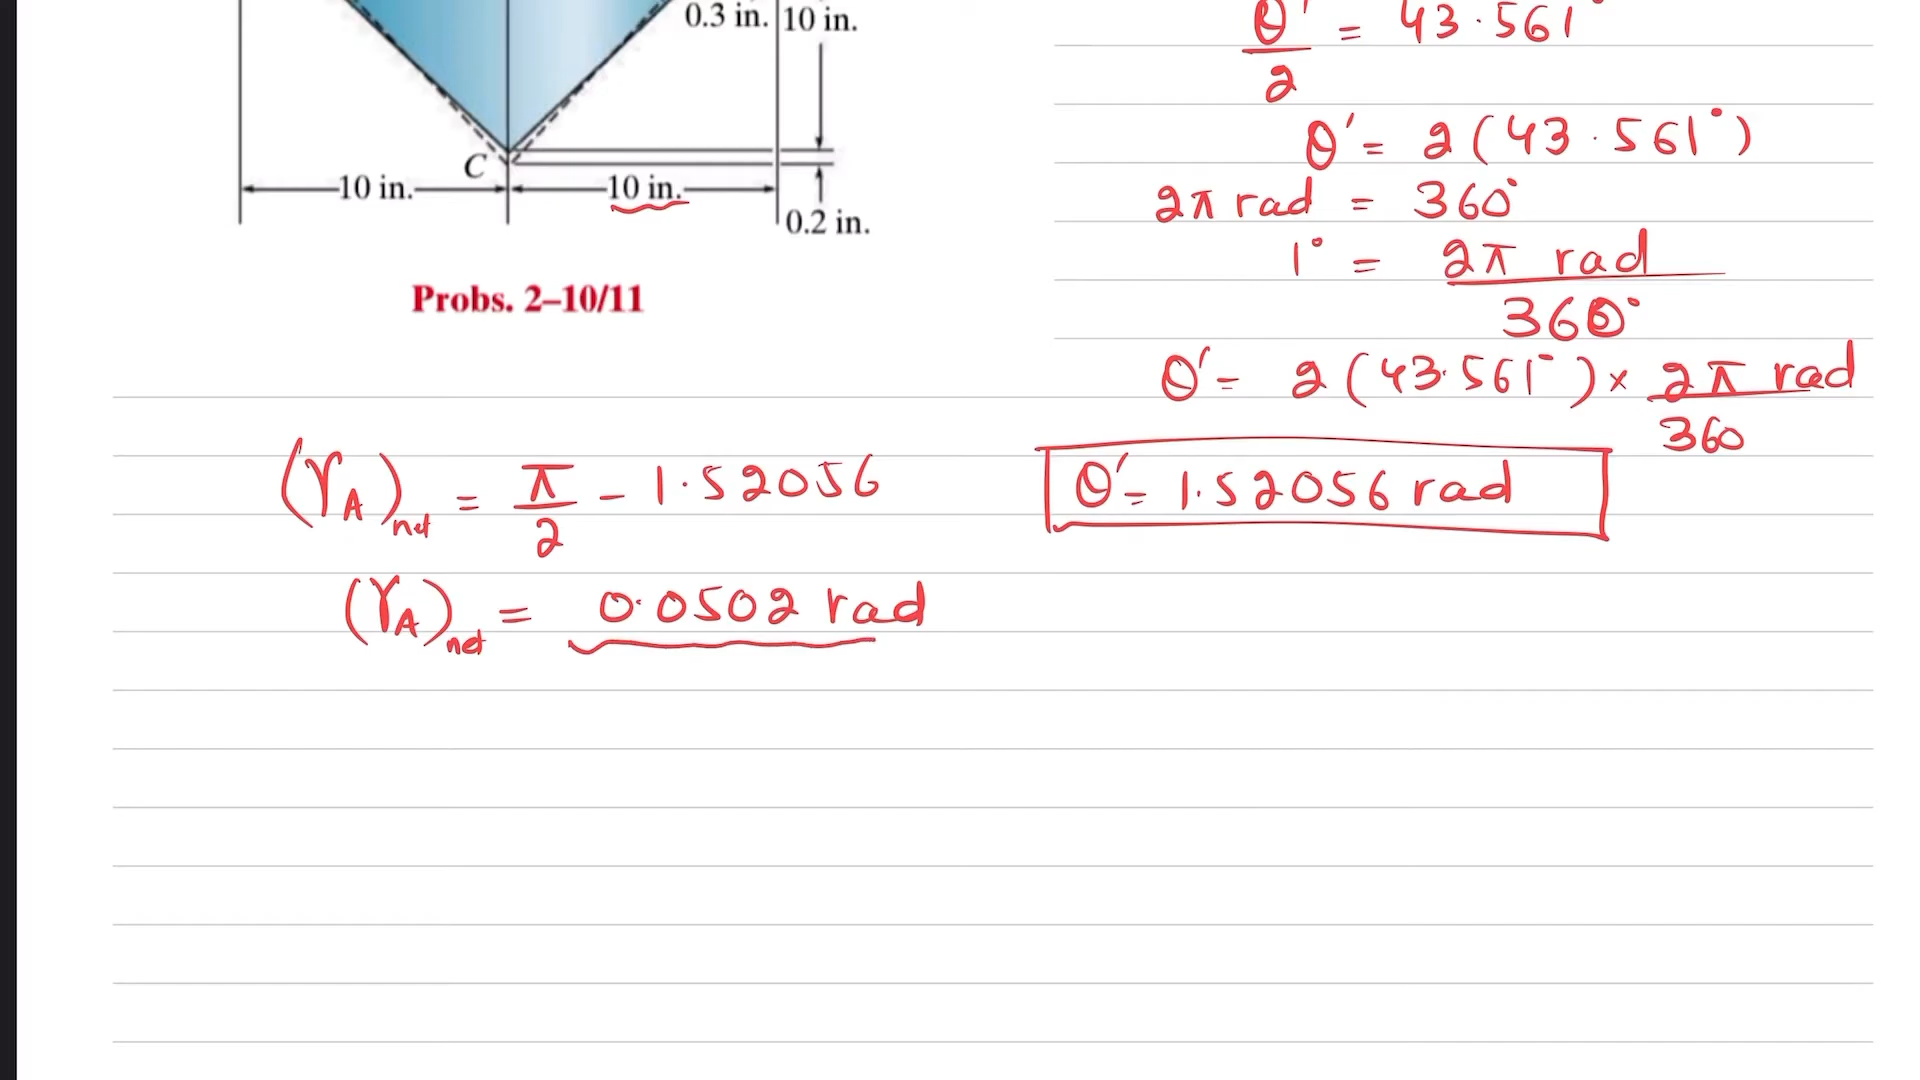 0.3 in. 10 in.
C
10 in. 10 in.
0.2 in.
Probs. 2–10/11
θ'/2 = 43.561°
θ' = 2(43.561°)
2π rad = 360°
1° = 2π rad / 360°
θ' = 2(43.561°) × 2π rad / 360
θ' = 1.52056 rad
(γA)net = π/2 - 1.52056
(γA)net = 0.0502 rad